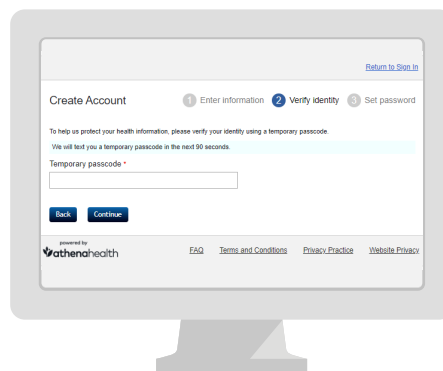 Return to Sign In
Create Account 1 Enter information 2 Verify identity 3 Set password
To help us protect your health information, please verify your identity using a temporary passcode.
We will text you a temporary passcode in the next 90 seconds.
Temporary passcode *
Back Continue
powered by
athenahealth FAQ Terms and Conditions Privacy Practice Website Privacy